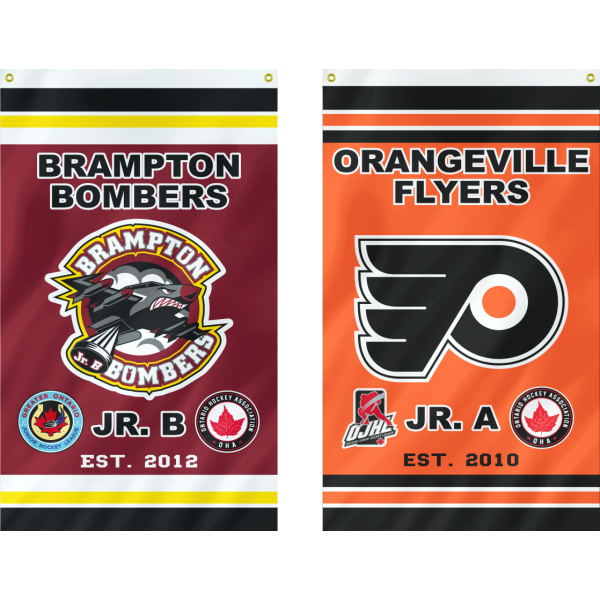 BRAMPTON
BOMBERS
BRAMPTON
Jr. B
BOMBERS
GREATER ONTARIO
JUNIOR HOCKEY LEAGUE
JR. B
ONTARIO HOCKEY ASSOCIATION
OHA
EST. 2012
ORANGEVILLE
FLYERS
OJHL
JR. A
ONTARIO HOCKEY ASSOCIATION
OHA
EST. 2010